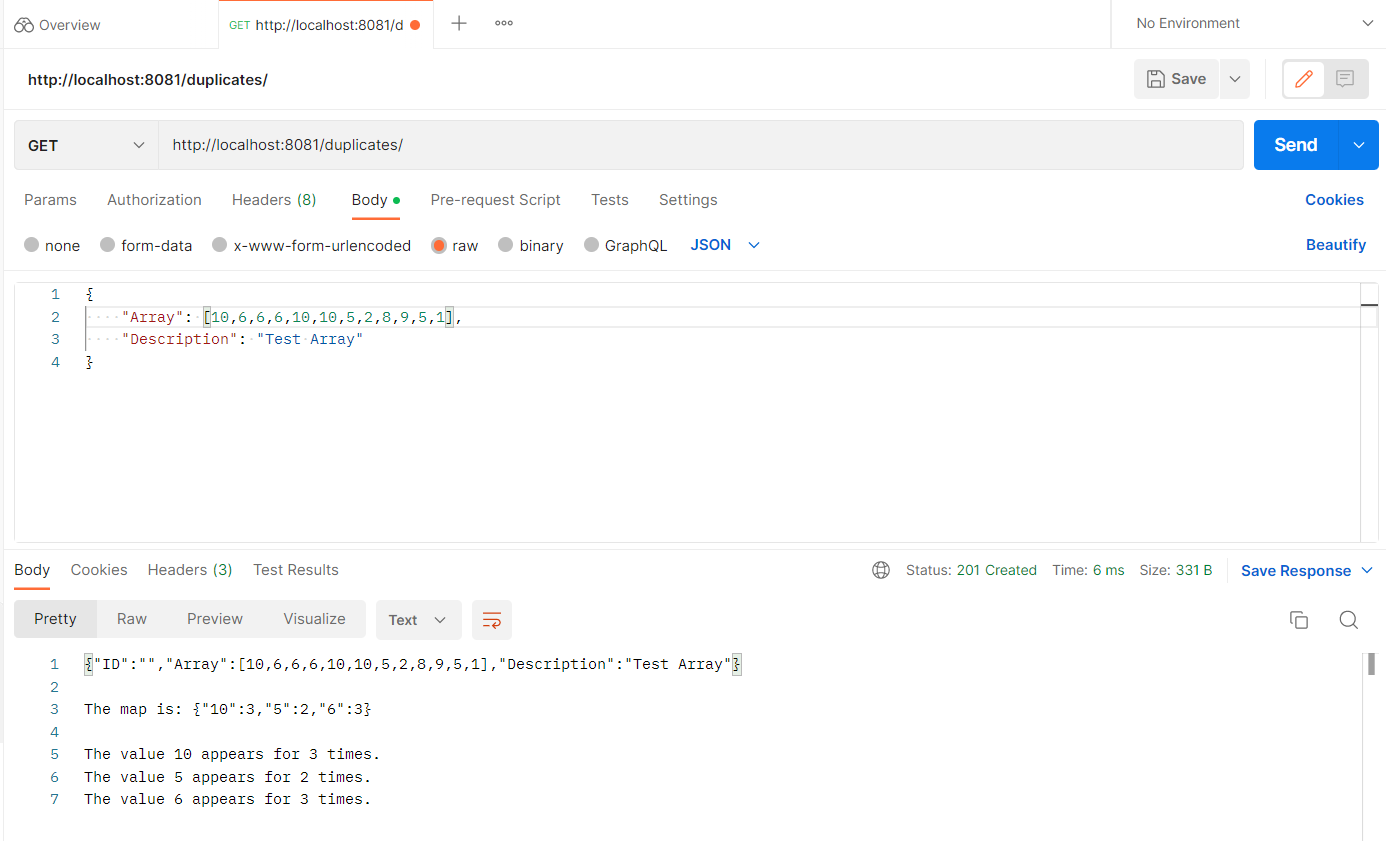 Overview
GET http://localhost:8081/d
No Environment
http://localhost:8081/duplicates/
Save
GET http://localhost:8081/duplicates/ Send
Params Authorization Headers (8) Body Pre-request Script Tests Settings Cookies
none form-data x-www-form-urlencoded raw binary GraphQL JSON Beautify
1 {
2 "Array": [10,6,6,6,10,10,5,2,8,9,5,1],
3 "Description": "Test Array"
4 }
Body Cookies Headers (3) Test Results Status: 201 Created Time: 6 ms Size: 331 B Save Response
Pretty Raw Preview Visualize Text
1 {"ID":"","Array":[10,6,6,6,10,10,5,2,8,9,5,1],"Description":"Test Array"}
2
3 The map is: {"10":3,"5":2,"6":3}
4
5 The value 10 appears for 3 times.
6 The value 5 appears for 2 times.
7 The value 6 appears for 3 times.